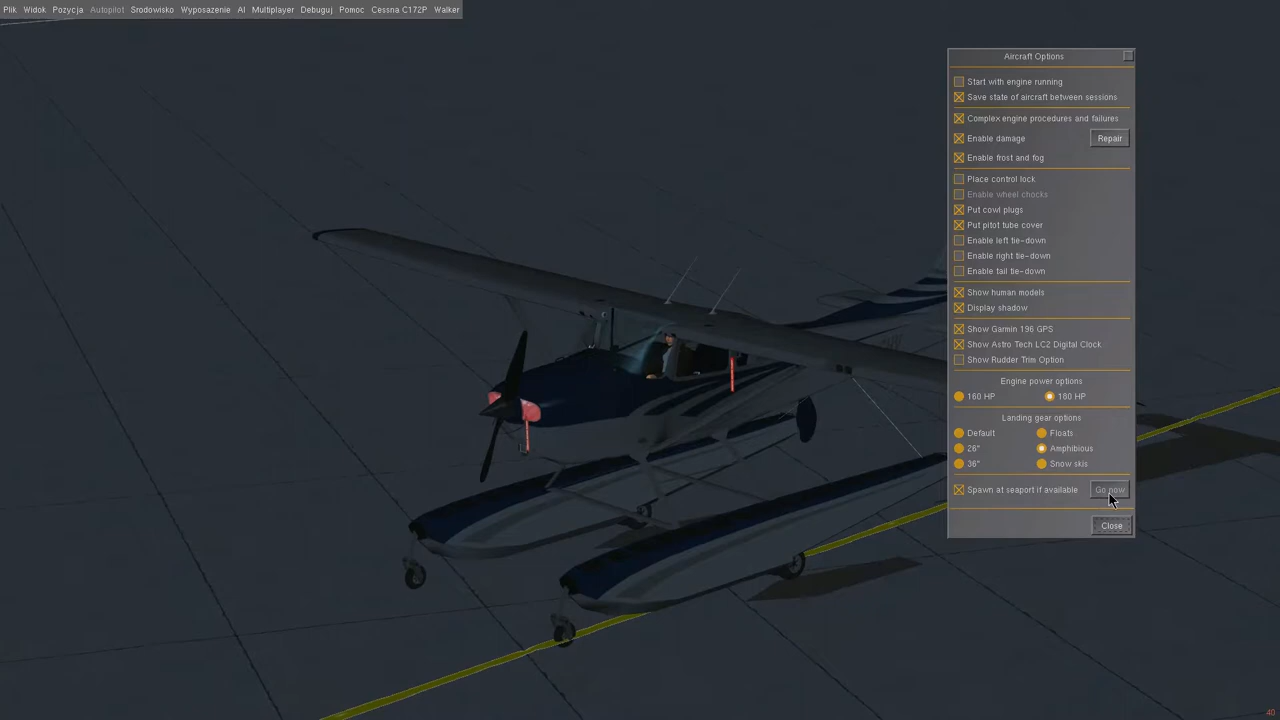 Plik Widok Pozycja Autopilot Srodowisko Wyposazenie AI Multiplayer Debuguj Pomoc Cessna C172P Walker
Aircraft Options
Start with engine running
Save state of aircraft between sessions
Complex engine procedures and failures
Enable damage Repair
Enable frost and fog
Place control lock
Enable wheel chocks
Put cowl plugs
Put pitot tube cover
Enable left tie-down
Enable right tie-down
Enable tail tie-down
Show human models
Display shadow
Show Garmin 196 GPS
Show Astro Tech LC2 Digital Clock
Show Rudder Trim Option
Engine power options
160 HP 180 HP
Landing gear options
Default Floats
26" Amphibious
36" Snow skis
Spawn at seaport if available Go now
Close
40